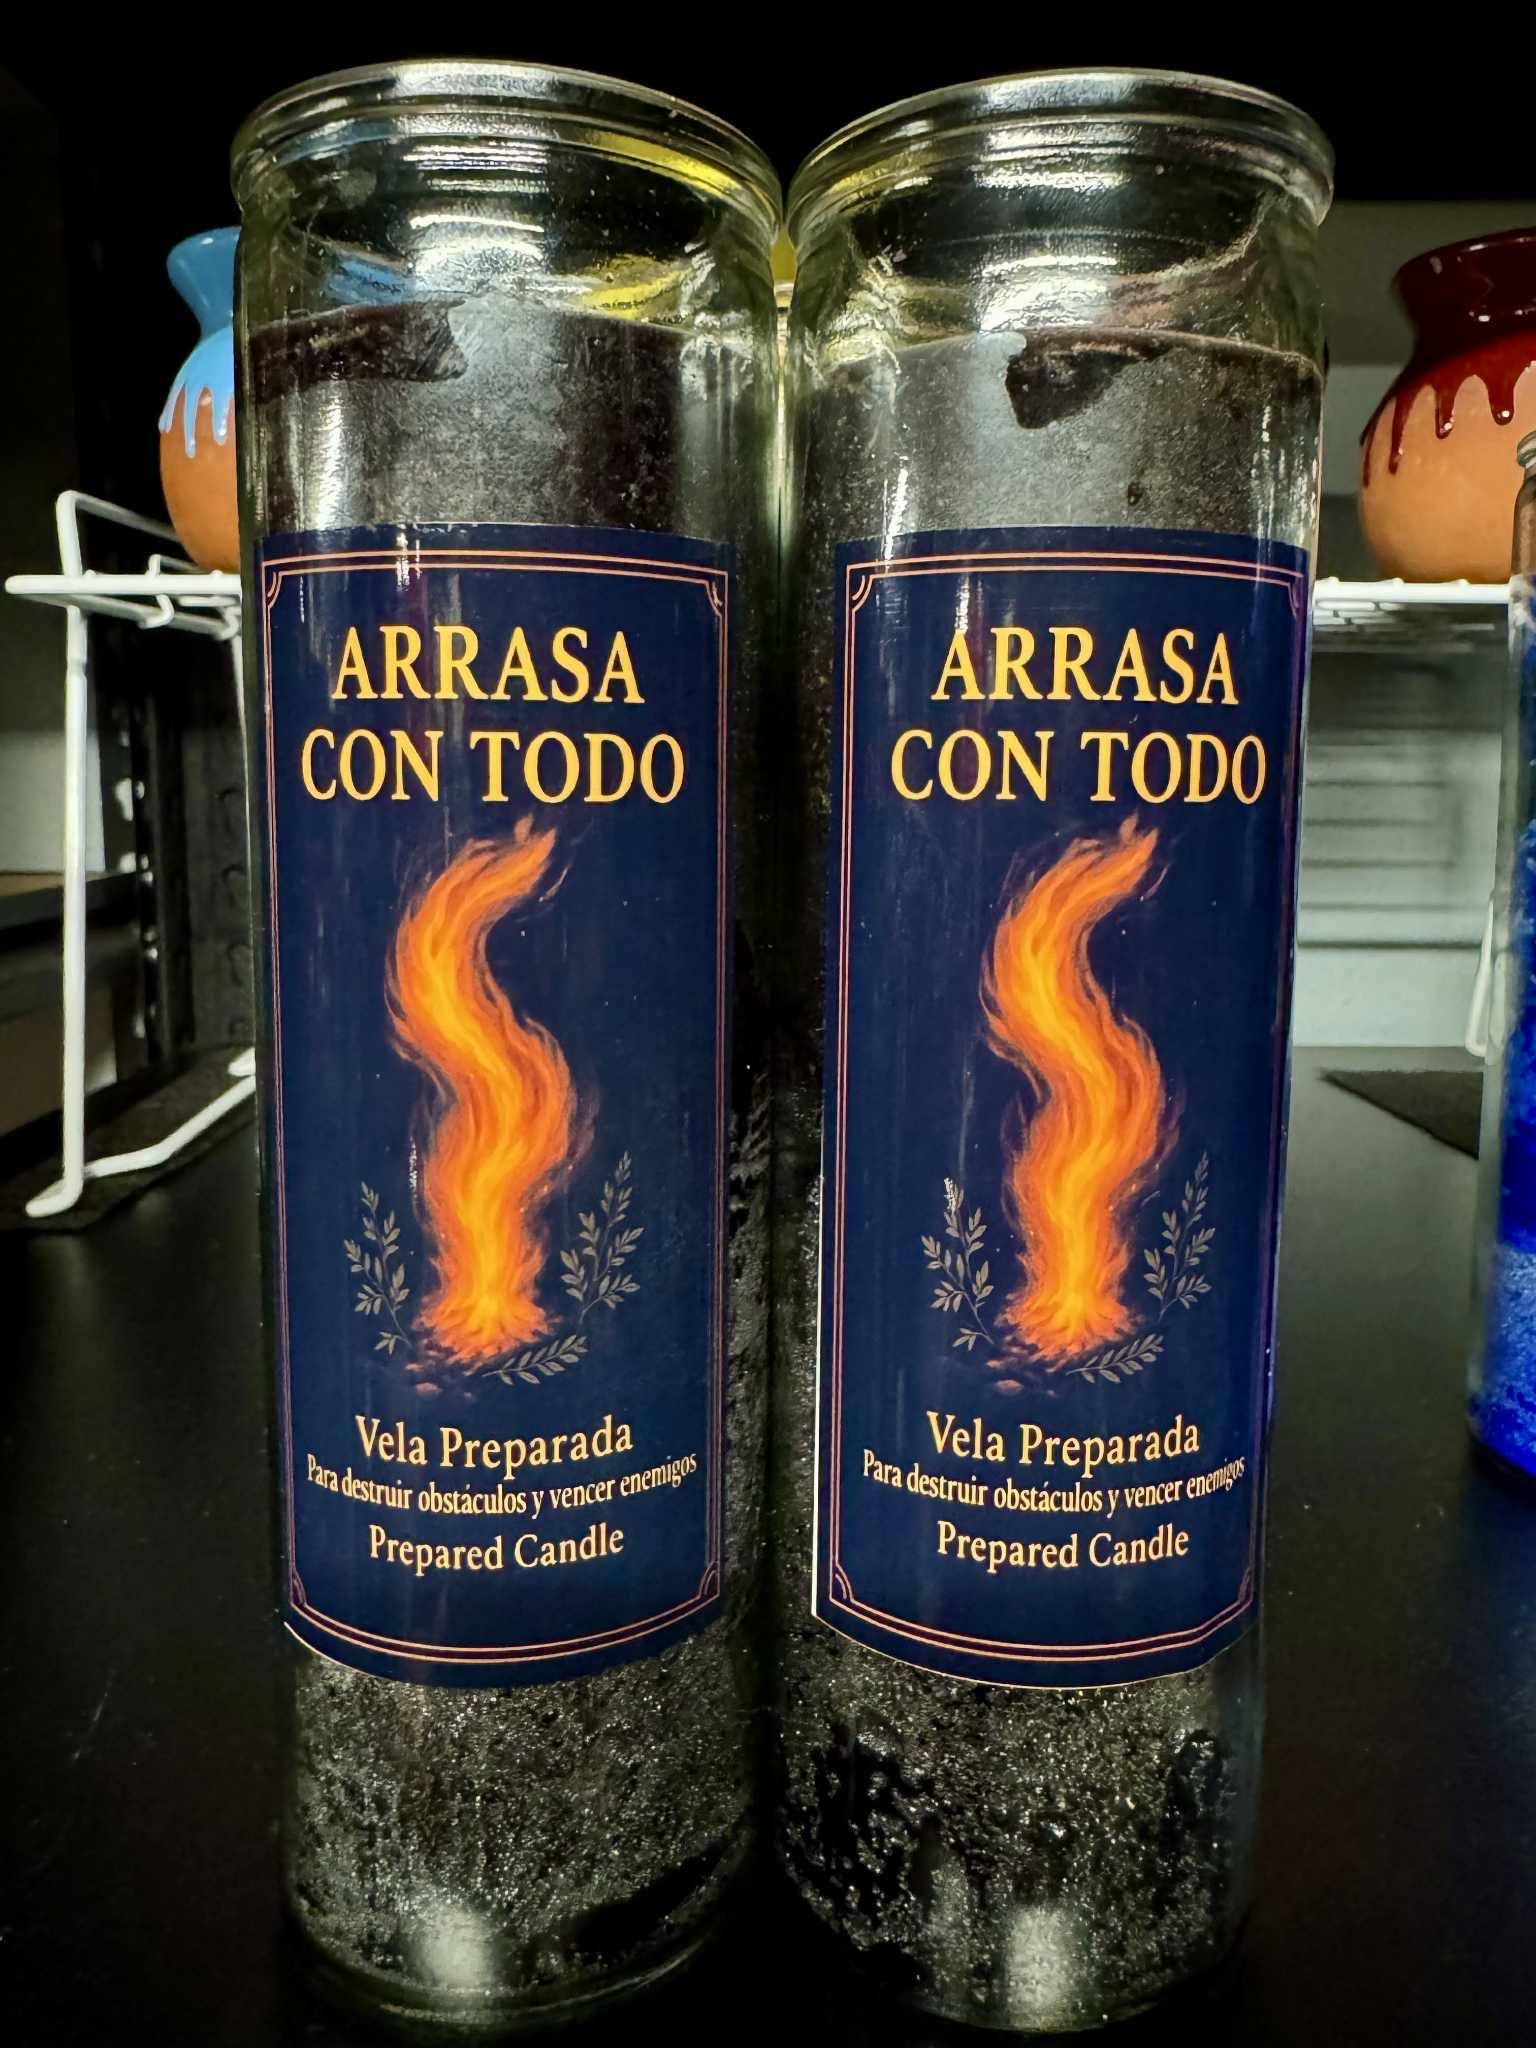 ARRASA
CON TODO
Vela Preparada
Para destruir obstáculos y vencer enemigos
Prepared Candle
ARRASA
CON TODO
Vela Preparada
Para destruir obstáculos y vencer enemigos
Prepared Candle